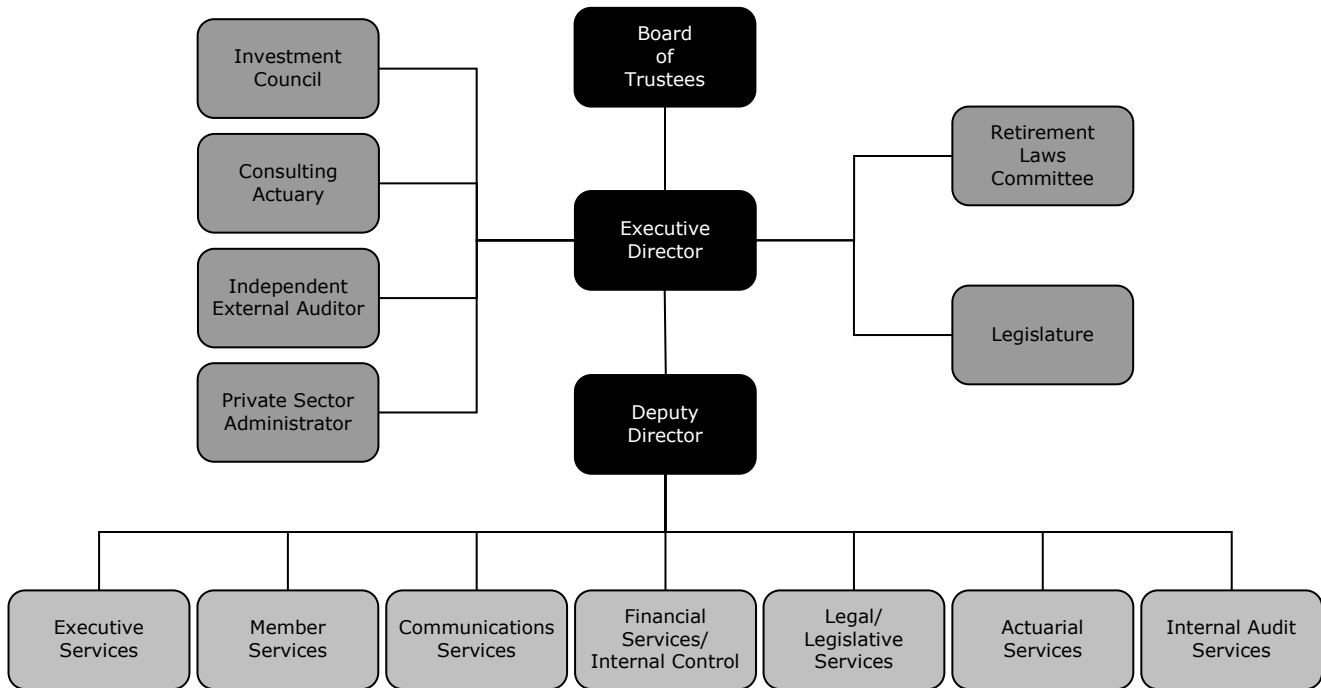 Board
of
Trustees
Investment
Council
Consulting
Actuary
Independent
External Auditor
Private Sector
Administrator
Executive
Director
Retirement
Laws
Committee
Legislature
Deputy
Director
Executive
Services
Member
Services
Communications
Services
Financial
Services/
Internal Control
Legal/
Legislative
Services
Actuarial
Services
Internal Audit
Services